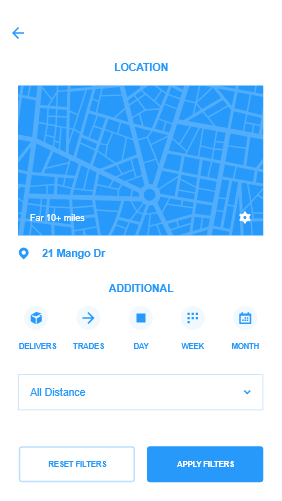 LOCATION
Far 10+ miles
21 Mango Dr
ADDITIONAL
DELIVERS TRADES DAY WEEK MONTH
All Distance
RESET FILTERS APPLY FILTERS